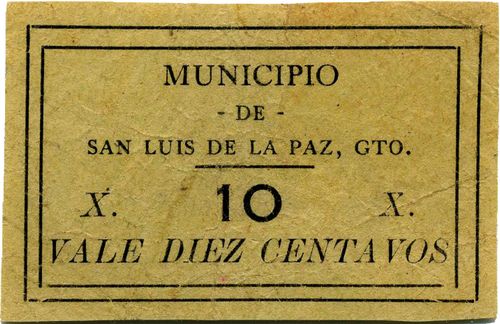 MUNICIPIO
- DE -
SAN LUIS DE LA PAZ, GTO.
X. 10 X.
VALE DIEZ CENTAVOS